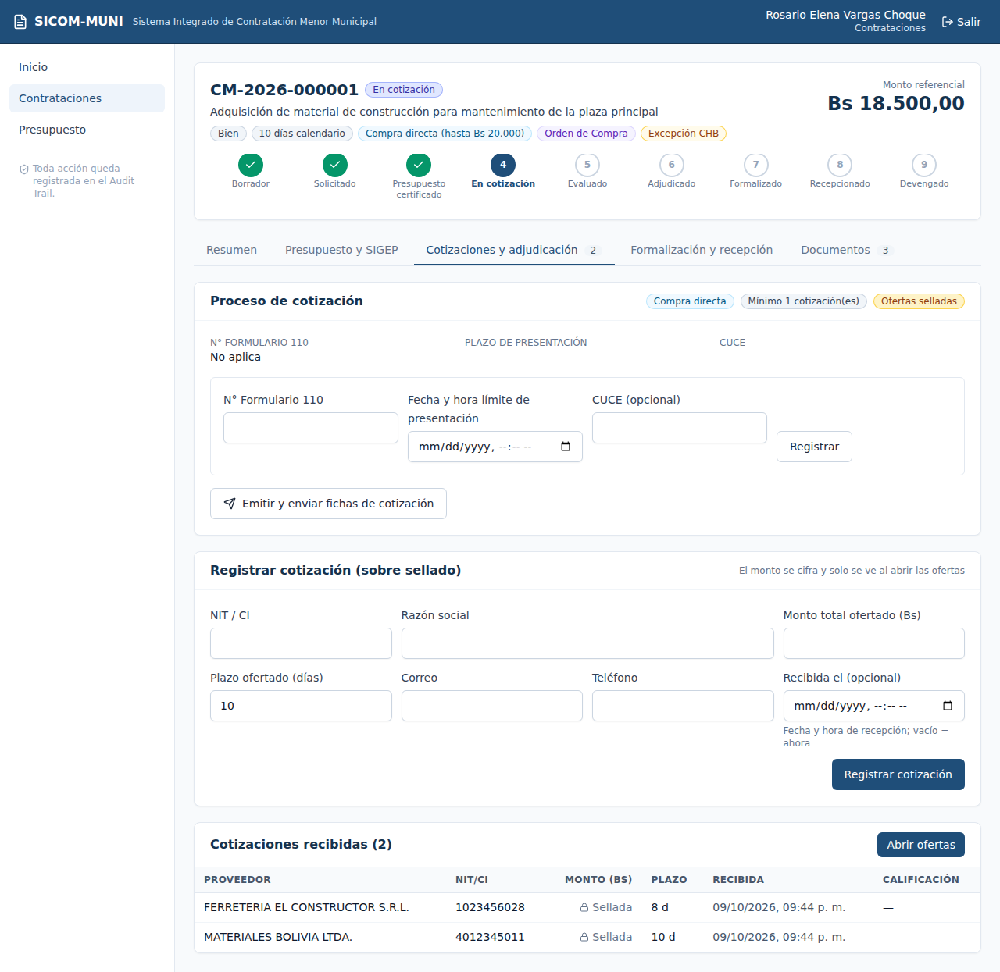 SICOM-MUNI Sistema Integrado de Contratación Menor Municipal
Rosario Elena Vargas Choque
Contrataciones
Salir
Inicio
Contrataciones
Presupuesto
Toda acción queda
registrada en el Audit
Trail.
CM-2026-000001 En cotización
Adquisición de material de construcción para mantenimiento de la plaza principal
Bien 10 días calendario Compra directa (hasta Bs 20.000) Orden de Compra Excepción CHB
Monto referencial
Bs 18.500,00
4 5 6 7 8 9
Borrador Solicitado Presupuesto En cotización Evaluado Adjudicado Formalizado Recepcionado Devengado
certificado
Resumen Presupuesto y SIGEP Cotizaciones y adjudicación 2 Formalización y recepción Documentos 3
Proceso de cotización
Compra directa Mínimo 1 cotización(es) Ofertas selladas
N° FORMULARIO 110 PLAZO DE PRESENTACIÓN CUCE
No aplica — —
N° Formulario 110 Fecha y hora límite de CUCE (opcional)
presentación
mm/dd/yyyy, --:-- -- Registrar
Emitir y enviar fichas de cotización
Registrar cotización (sobre sellado)
El monto se cifra y solo se ve al abrir las ofertas
NIT / CI Razón social Monto total ofertado (Bs)
Plazo ofertado (días) Correo Teléfono Recibida el (opcional)
10 mm/dd/yyyy, --:-- --
Fecha y hora de recepción; vacío =
ahora
Registrar cotización
Cotizaciones recibidas (2) Abrir ofertas
PROVEEDOR NIT/CI MONTO (BS) PLAZO RECIBIDA CALIFICACIÓN
FERRETERIA EL CONSTRUCTOR S.R.L. 1023456028 Sellada 8 d 09/10/2026, 09:44 p. m. —
MATERIALES BOLIVIA LTDA. 4012345011 Sellada 10 d 09/10/2026, 09:44 p. m. —